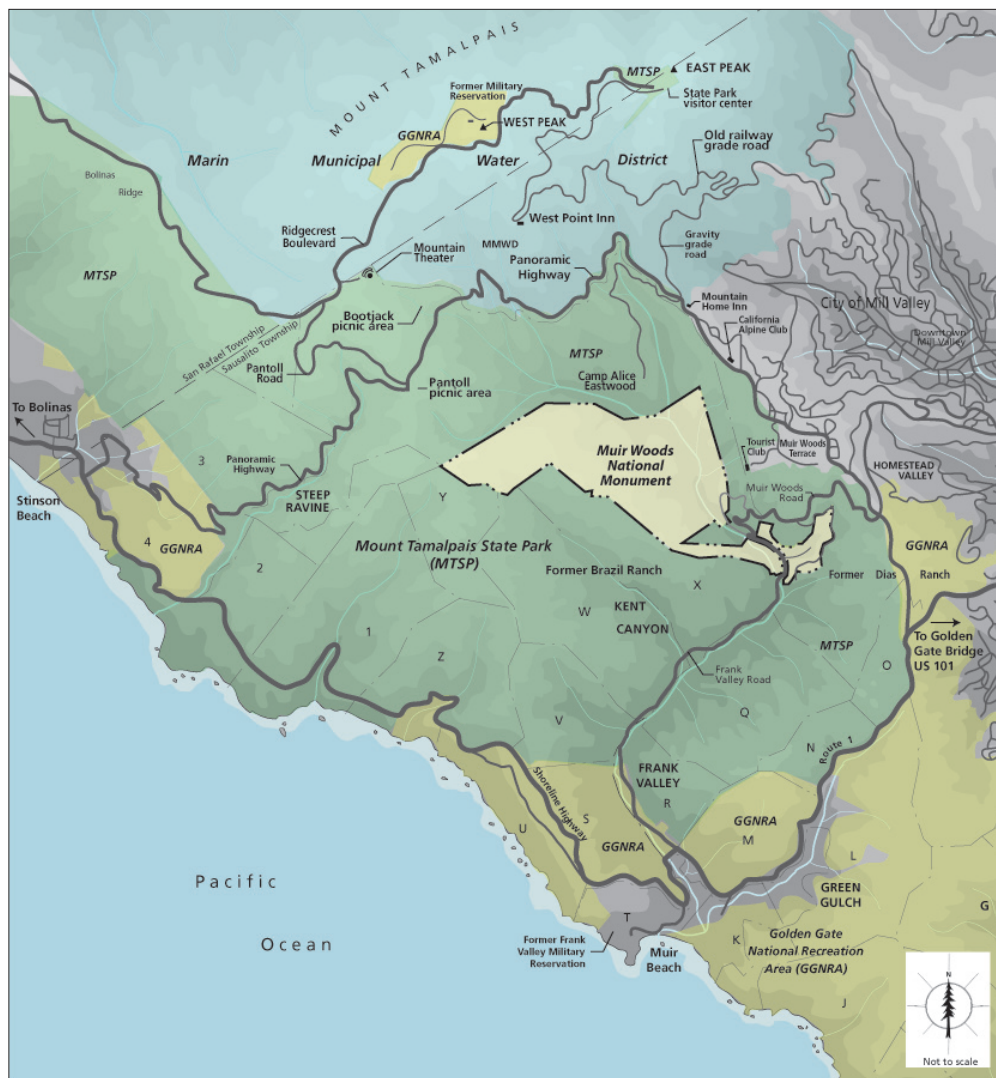 MOUNT TAMALPAIS
MTSP
EAST PEAK
State Park
visitor center
Former Military
Reservation
WEST PEAK
GGNRA
Old railway
grade road
Marin
Municipal
Water
District
Bolinas
Ridge
West Point Inn
Ridgecrest
Boulevard
Mountain
Theater
MMWD
Panoramic
Highway
Gravity
grade
road
MTSP
Mountain
Home Inn
City of Mill Valley
California
Alpine Club
Downtown
Mill Valley
Bootjack
picnic area
San Rafael Township
Sausalito Township
Pantoll
Road
MTSP
Camp Alice
Eastwood
Pantoll
picnic area
To Bolinas
Muir Woods
National
Monument
Tourist
Club
Muir Woods
Terrace
HOMESTEAD
VALLEY
3
Panoramic
Highway
STEEP
RAVINE
Y
Muir Woods
Road
Stinson
Beach
4
GGNRA
Mount Tamalpais State Park
(MTSP)
GGNRA
2
Former Brazil Ranch
X
Former Dias Ranch
W
KENT
CANYON
1
Z
MTSP
To Golden
Gate Bridge
US 101
O
Frank
Valley Road
Q
V
N
Route 1
FRANK
VALLEY
R
Shoreline Highway
U
S
GGNRA
GGNRA
M
L
GREEN
GULCH
Pacific
Ocean
T
G
Former Frank
Valley Military
Reservation
Muir
Beach
K
Golden Gate
National Recreation
Area (GGNRA)
J
N
Not to scale